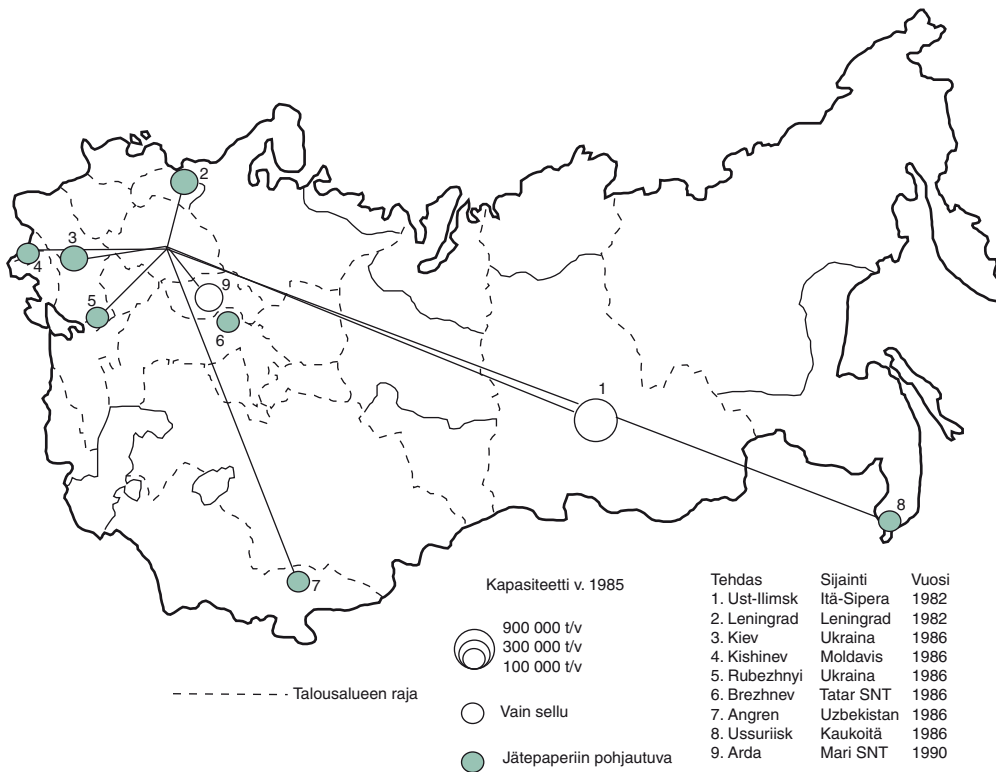 2
3
4
9
5
6
1
8
7
Kapasiteetti v. 1985
900 000 t/v
300 000 t/v
100 000 t/v
Talousalueen raja
Vain sellu
Jätepaperiin pohjautuva
Tehdas Sijainti Vuosi
1. Ust-Ilimsk Itä-Sipera 1982
2. Leningrad Leningrad 1982
3. Kiev Ukraina 1986
4. Kishinev Moldavis 1986
5. Rubezhnyi Ukraina 1986
6. Brezhnev Tatar SNT 1986
7. Angren Uzbekistan 1986
8. Ussuriisk Kaukoitä 1986
9. Arda Mari SNT 1990